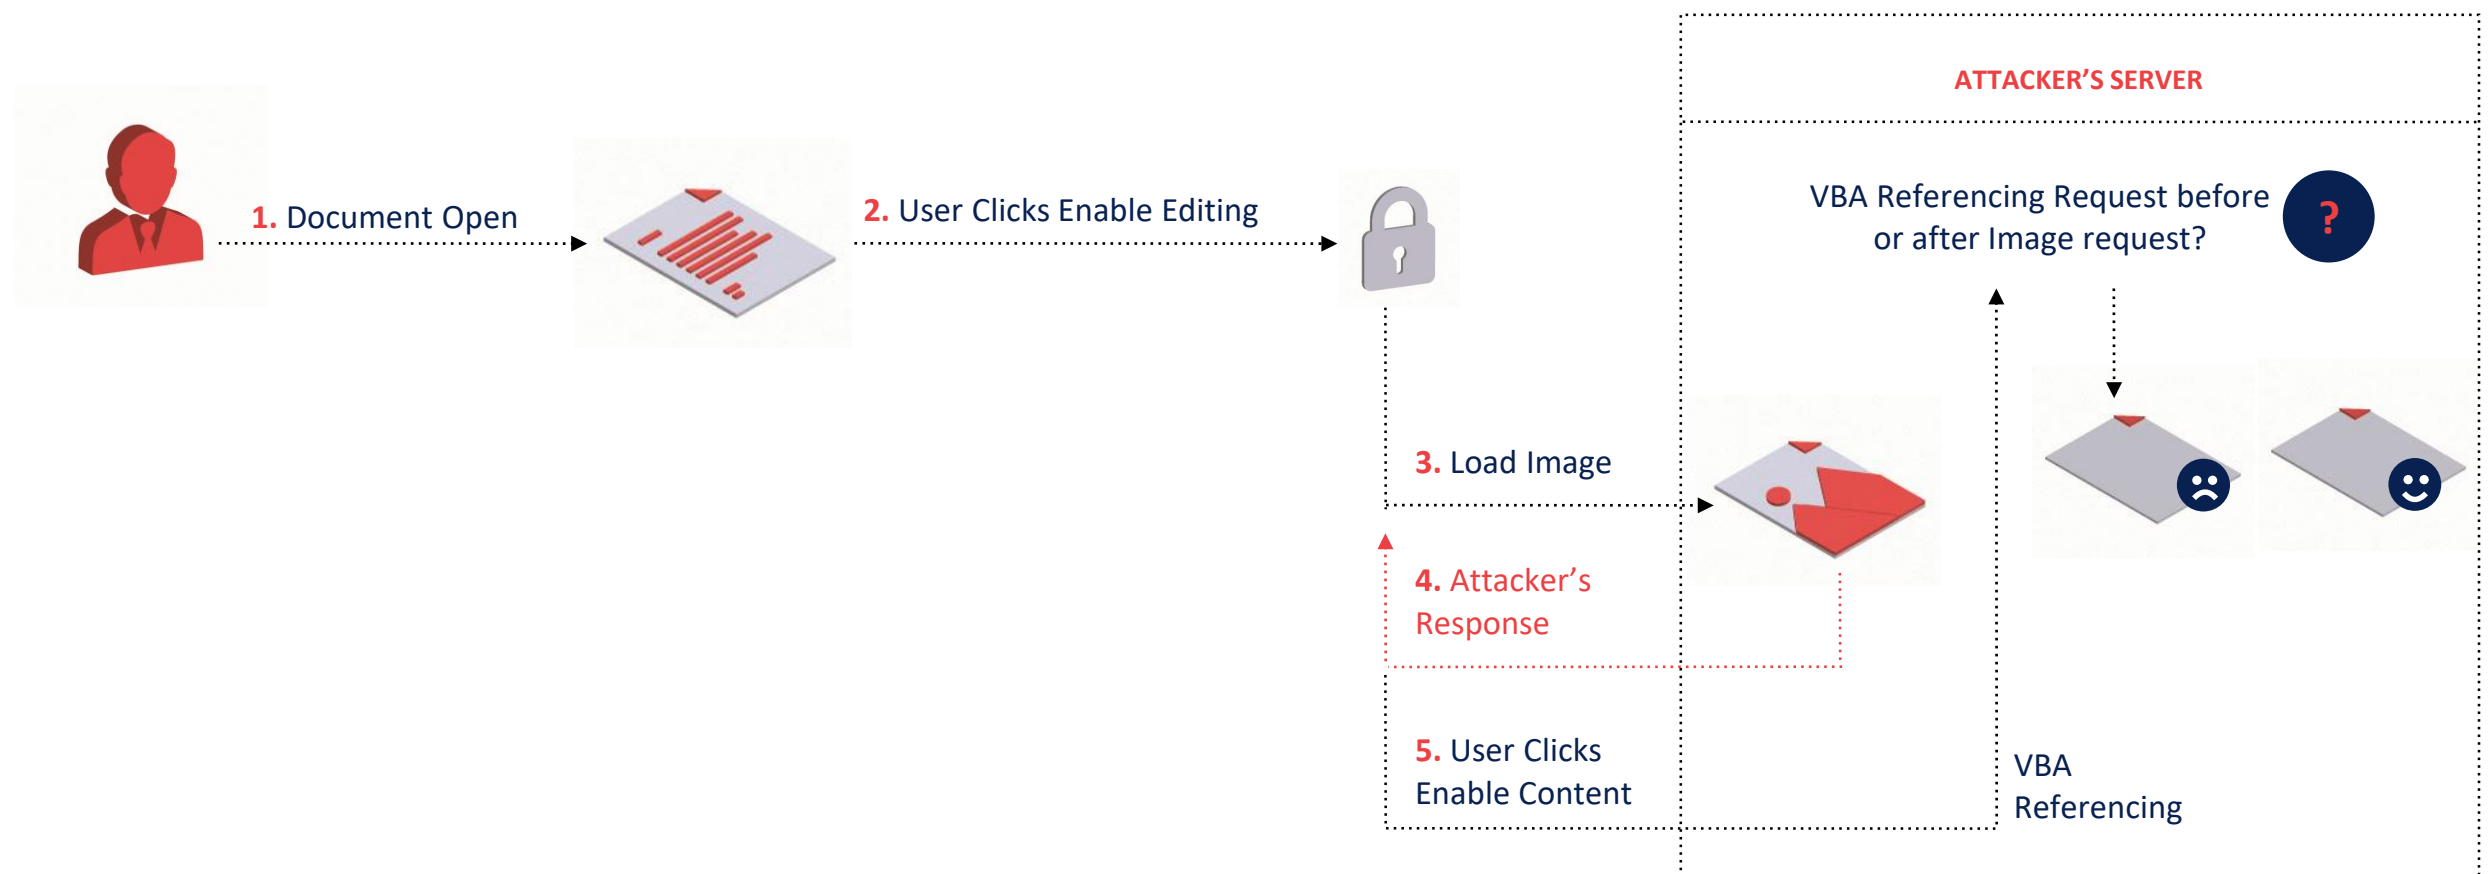 ATTACKER’S SERVER
VBA Referencing Request before
or after Image request?
?
1. Document Open
2. User Clicks Enable Editing
3. Load Image
4. Attacker’s
Response
5. User Clicks
Enable Content
VBA
Referencing